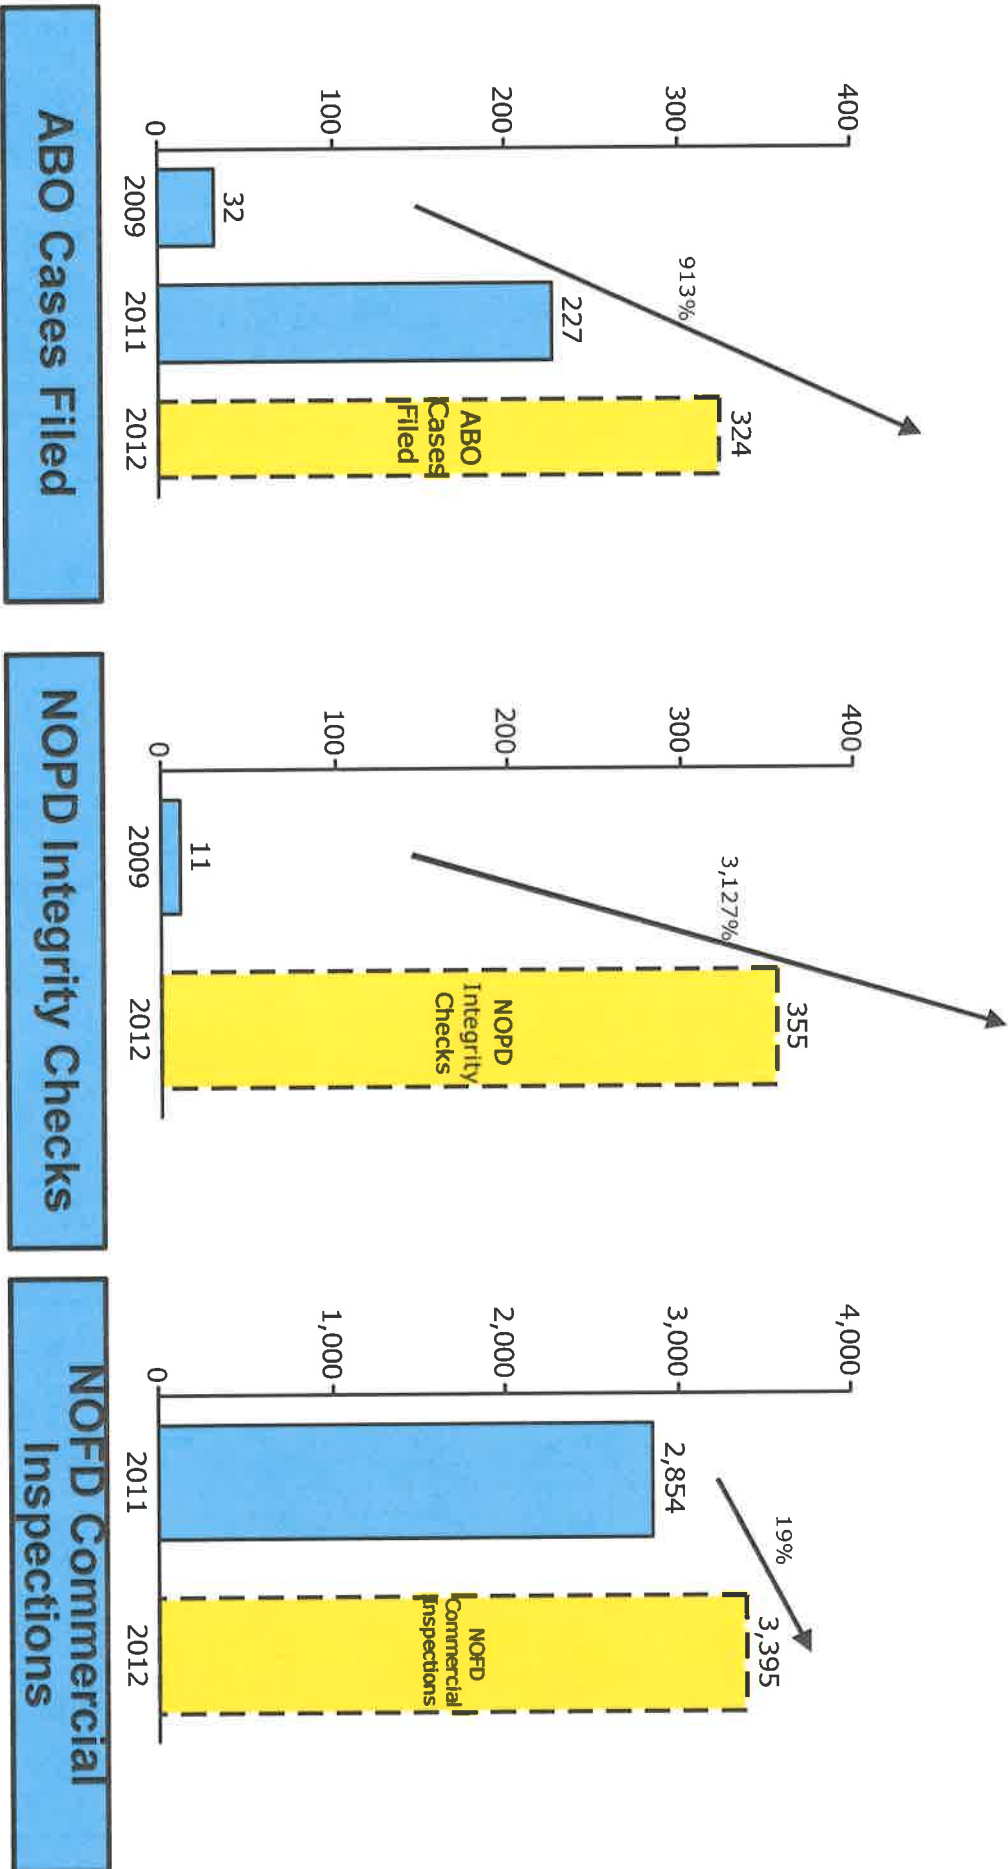 400
300
200
100
0
913%
32
227
324
ABO
Cases
Filed
2009
2011
2012
ABO Cases Filed
400
300
200
100
0
3,127%
11
355
NOPD
Integrity
Checks
2009
2012
NOPD Integrity Checks
4,000
3,000
2,000
1,000
0
19%
2,854
3,395
NOFD
Commercial
Inspections
2011
2012
NOFD Commercial
Inspections